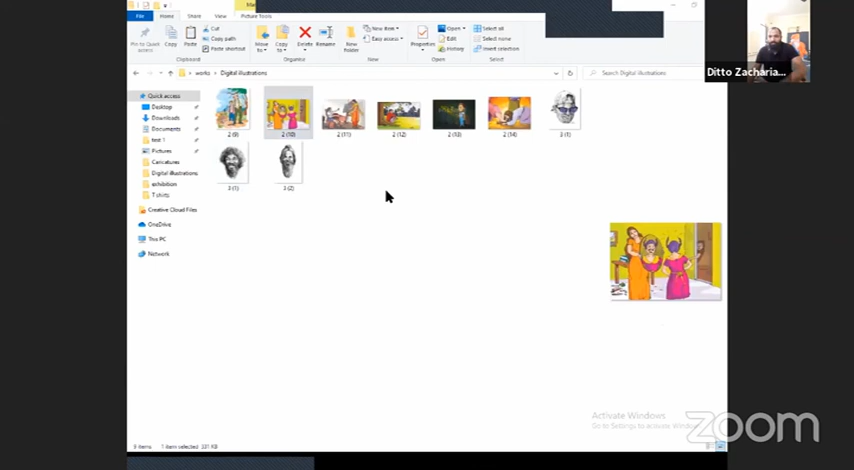 File
Home
Share
View
Picture Tools
Pin to Quick access
Copy
Paste
Cut
Copy path
Paste shortcut
Clipboard
Move to
Copy to
Delete
Rename
Organize
New Folder
New item
Easy access
New
Properties
Open
Edit
History
Open
Select all
Select none
Invert selection
Select
works > Digital illustrations
Search Digital illustrations
Ditto Zacharia...
Quick access
Desktop
Downloads
Documents
test 1
Pictures
Caricatures
Digital illustrations
exhibition
T shirts
Creative Cloud Files
OneDrive
This PC
Network
2 (9)
2 (10)
2 (11)
2 (12)
2 (13)
2 (14)
3 (1)
3 (1)
3 (2)
Activate Windows
Go to Settings to activate Windows.
zoom
9 items
1 item selected 331 KB